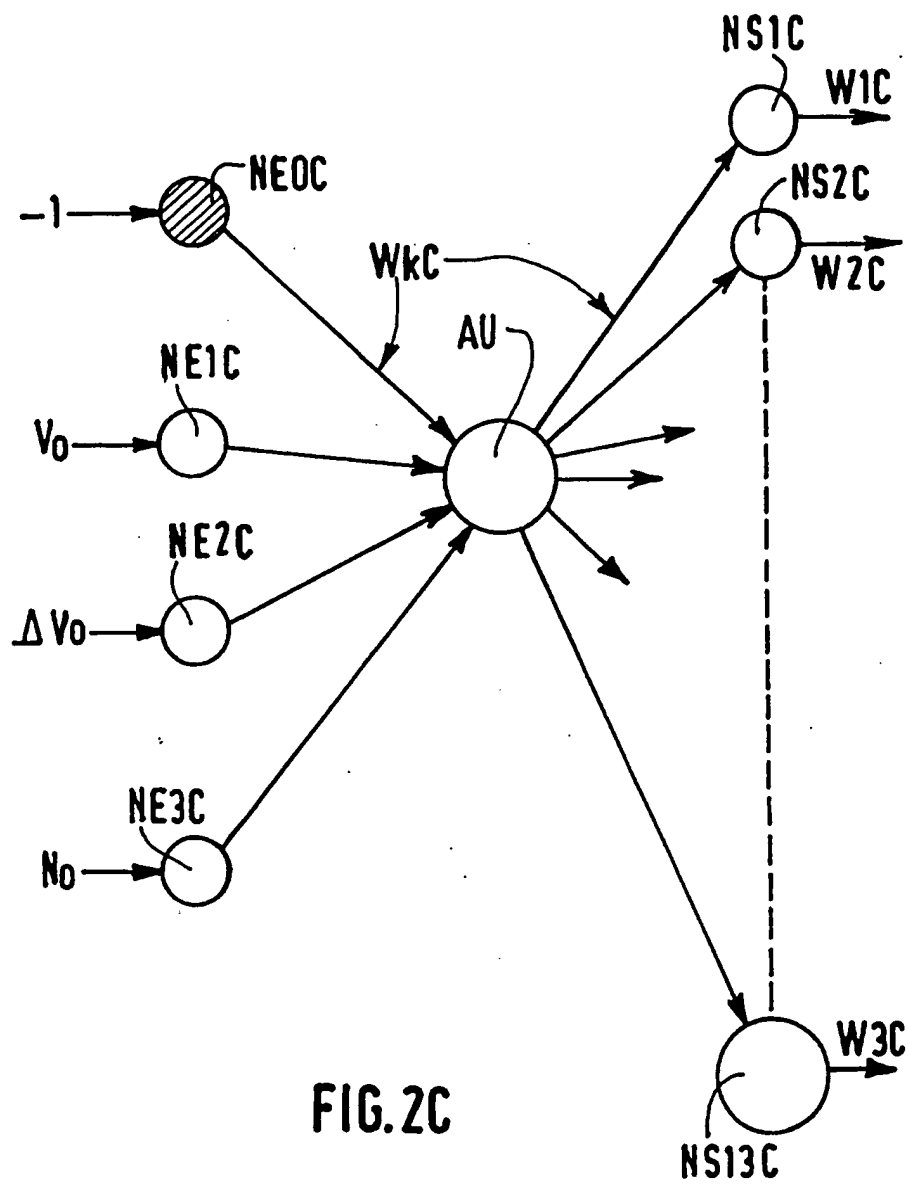 NS1C
W1C
NE0C
-1
NS2C
WkC
W2C
AU
NE1C
V0
NE2C
ΔV0
NE3C
N0
W3C
FIG.2C
NS13C